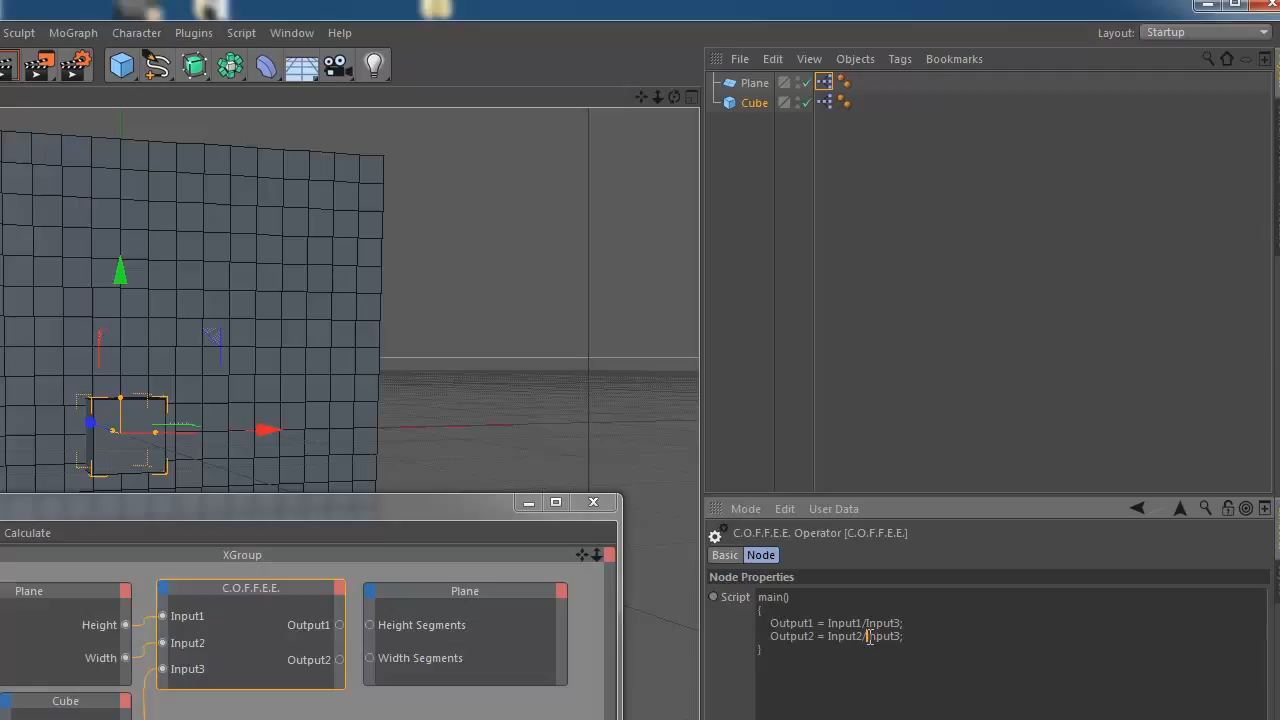 Sculpt MoGraph Character Plugins Script Window Help
Layout: Startup
File Edit View Objects Tags Bookmarks
Plane
Cube
Mode Edit User Data
C.O.F.F.E.E. Operator [C.O.F.F.E.E.]
Basic Node
Node Properties
Script main()
{
Output1 = Input1/Input3;
Output2 = Input2/Input3;
}
Calculate
XGroup
Plane
Height
Width
C.O.F.F.E.E.
Input1
Input2
Input3
Output1
Output2
Plane
Height Segments
Width Segments
Cube